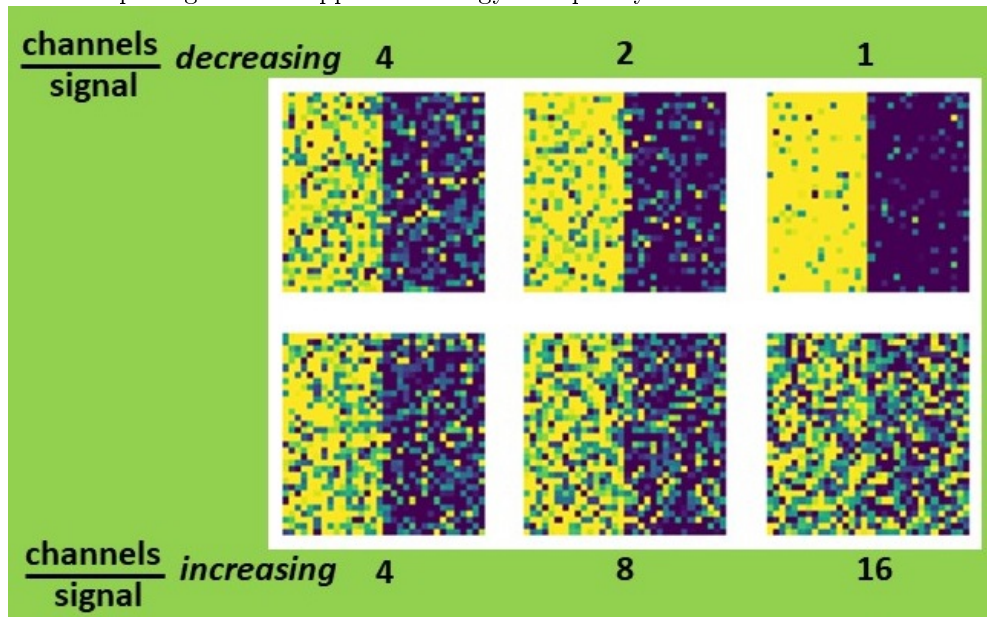 channels
signal
decreasing 4 2 1
channels
signal
increasing 4 8 16